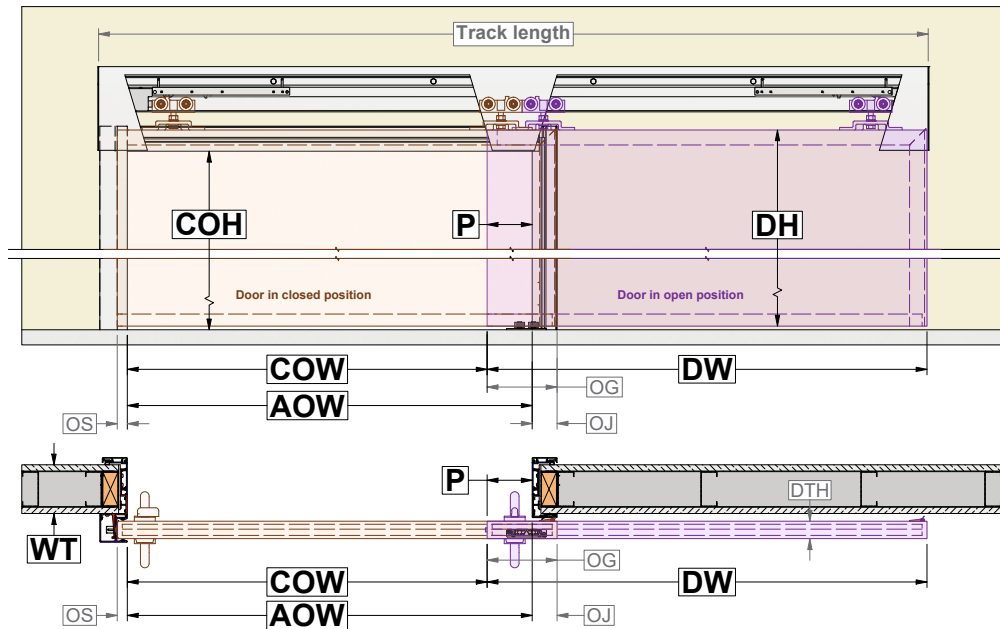 Track length
COH
P
DH
Door in closed position
Door in open position
COW
DW
OG
AOW
OS
OJ
P
DTH
WT
OG
COW
DW
OS
AOW
OJ